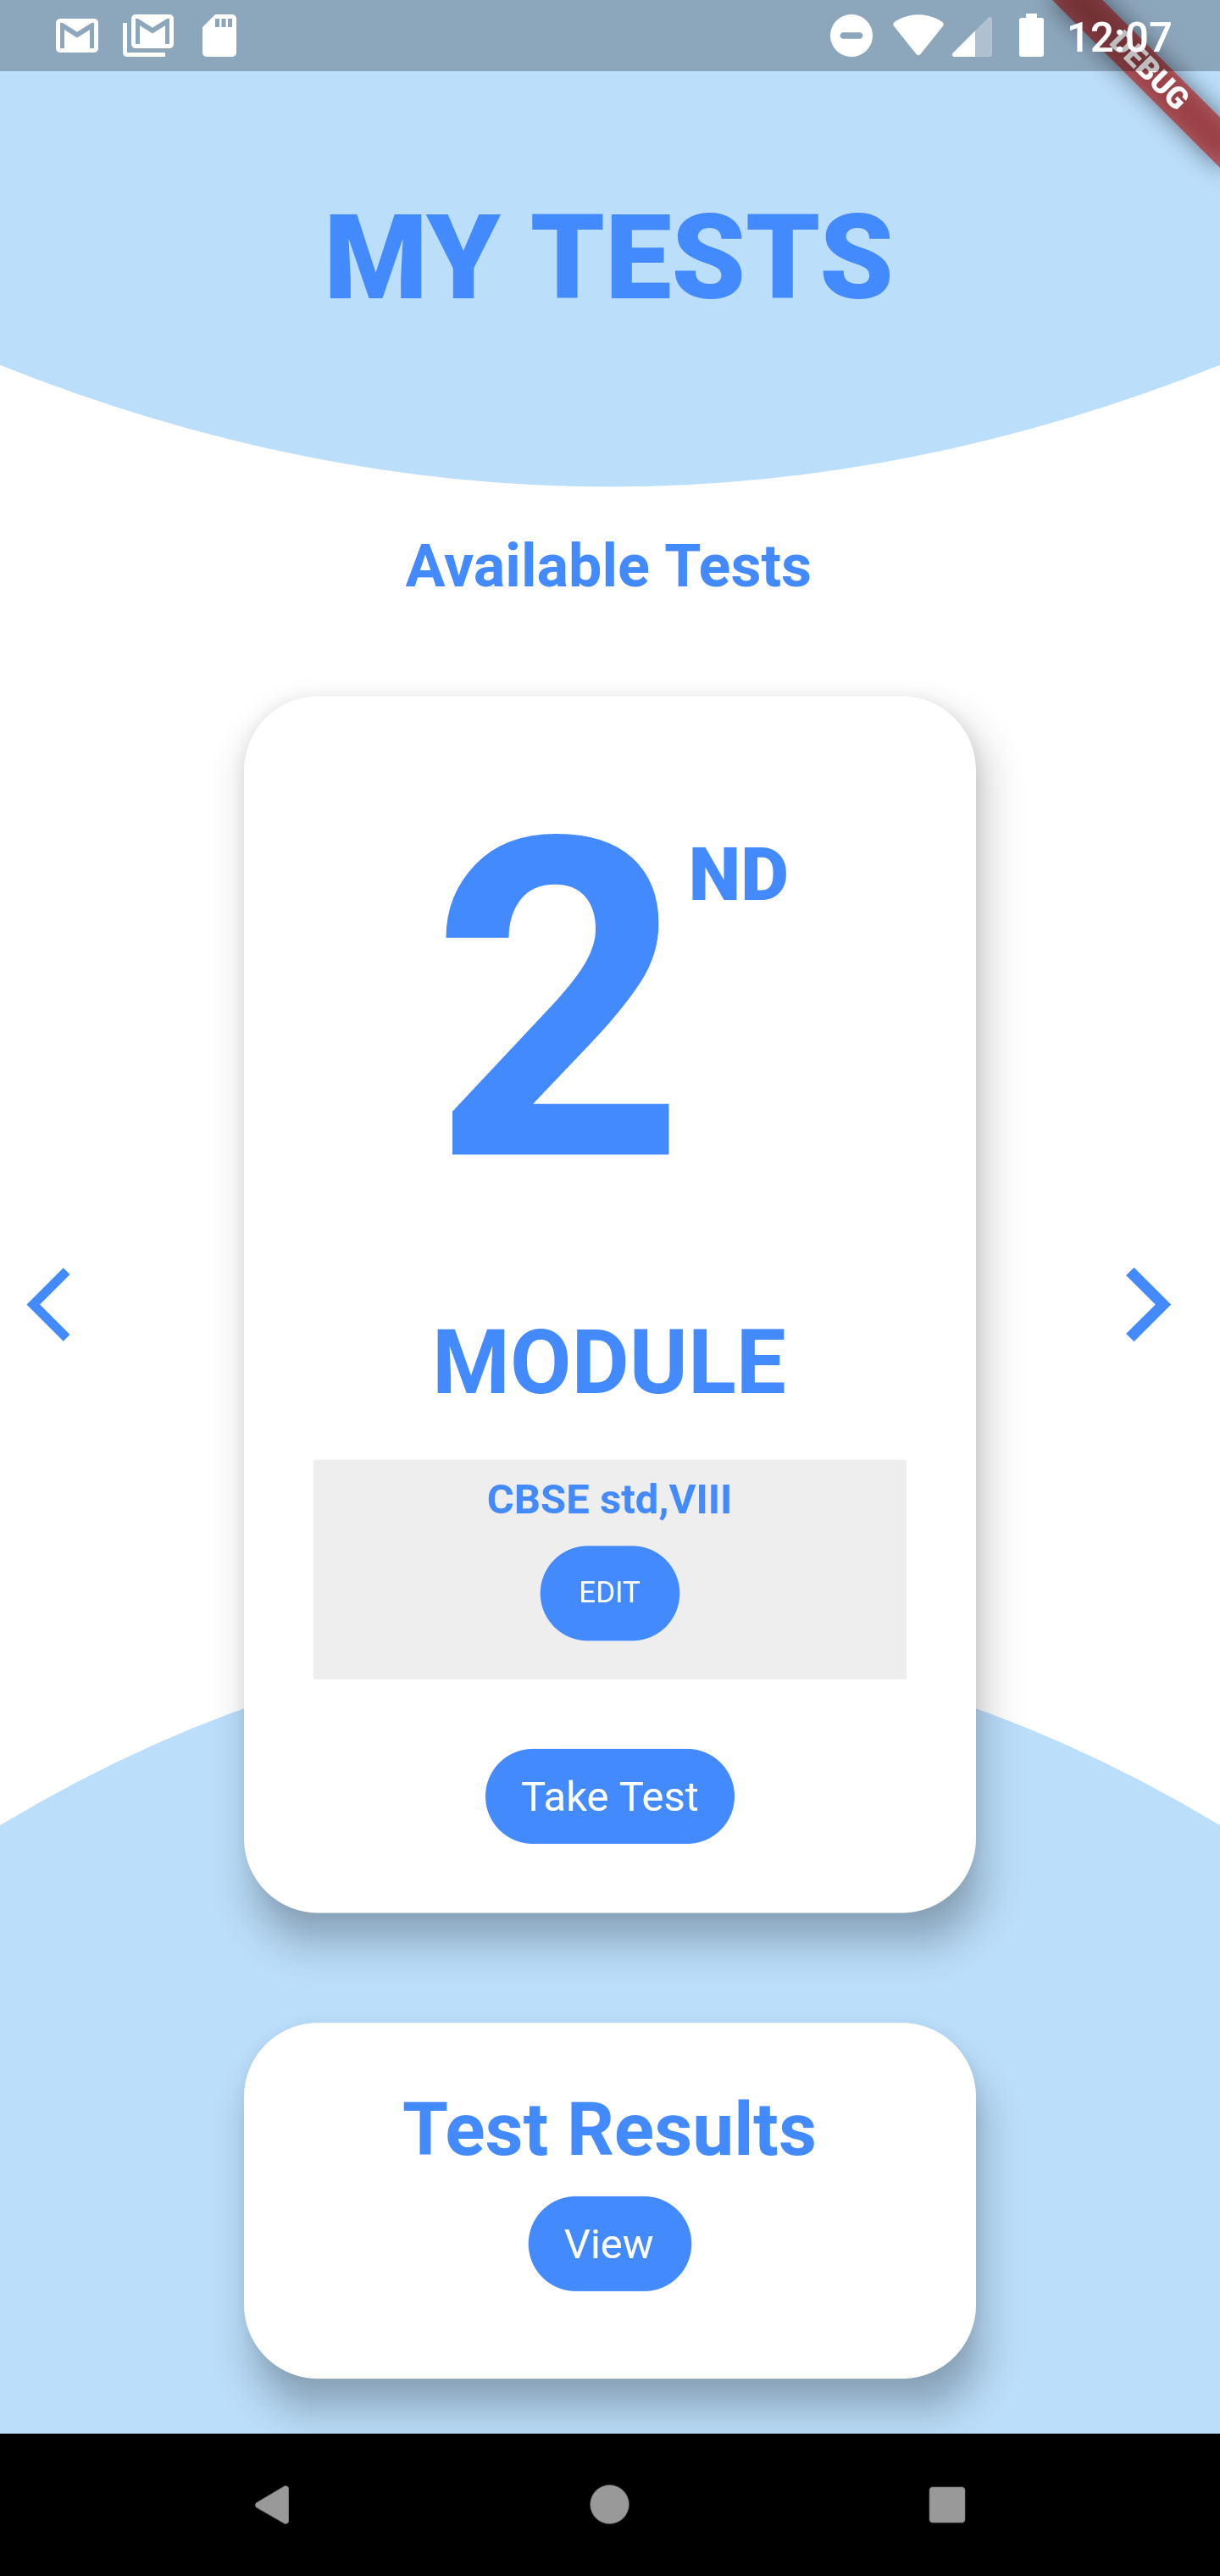 12:07
DEBUG
MY TESTS
Available Tests
2 ND
MODULE
CBSE std,VIII
EDIT
Take Test
Test Results
View